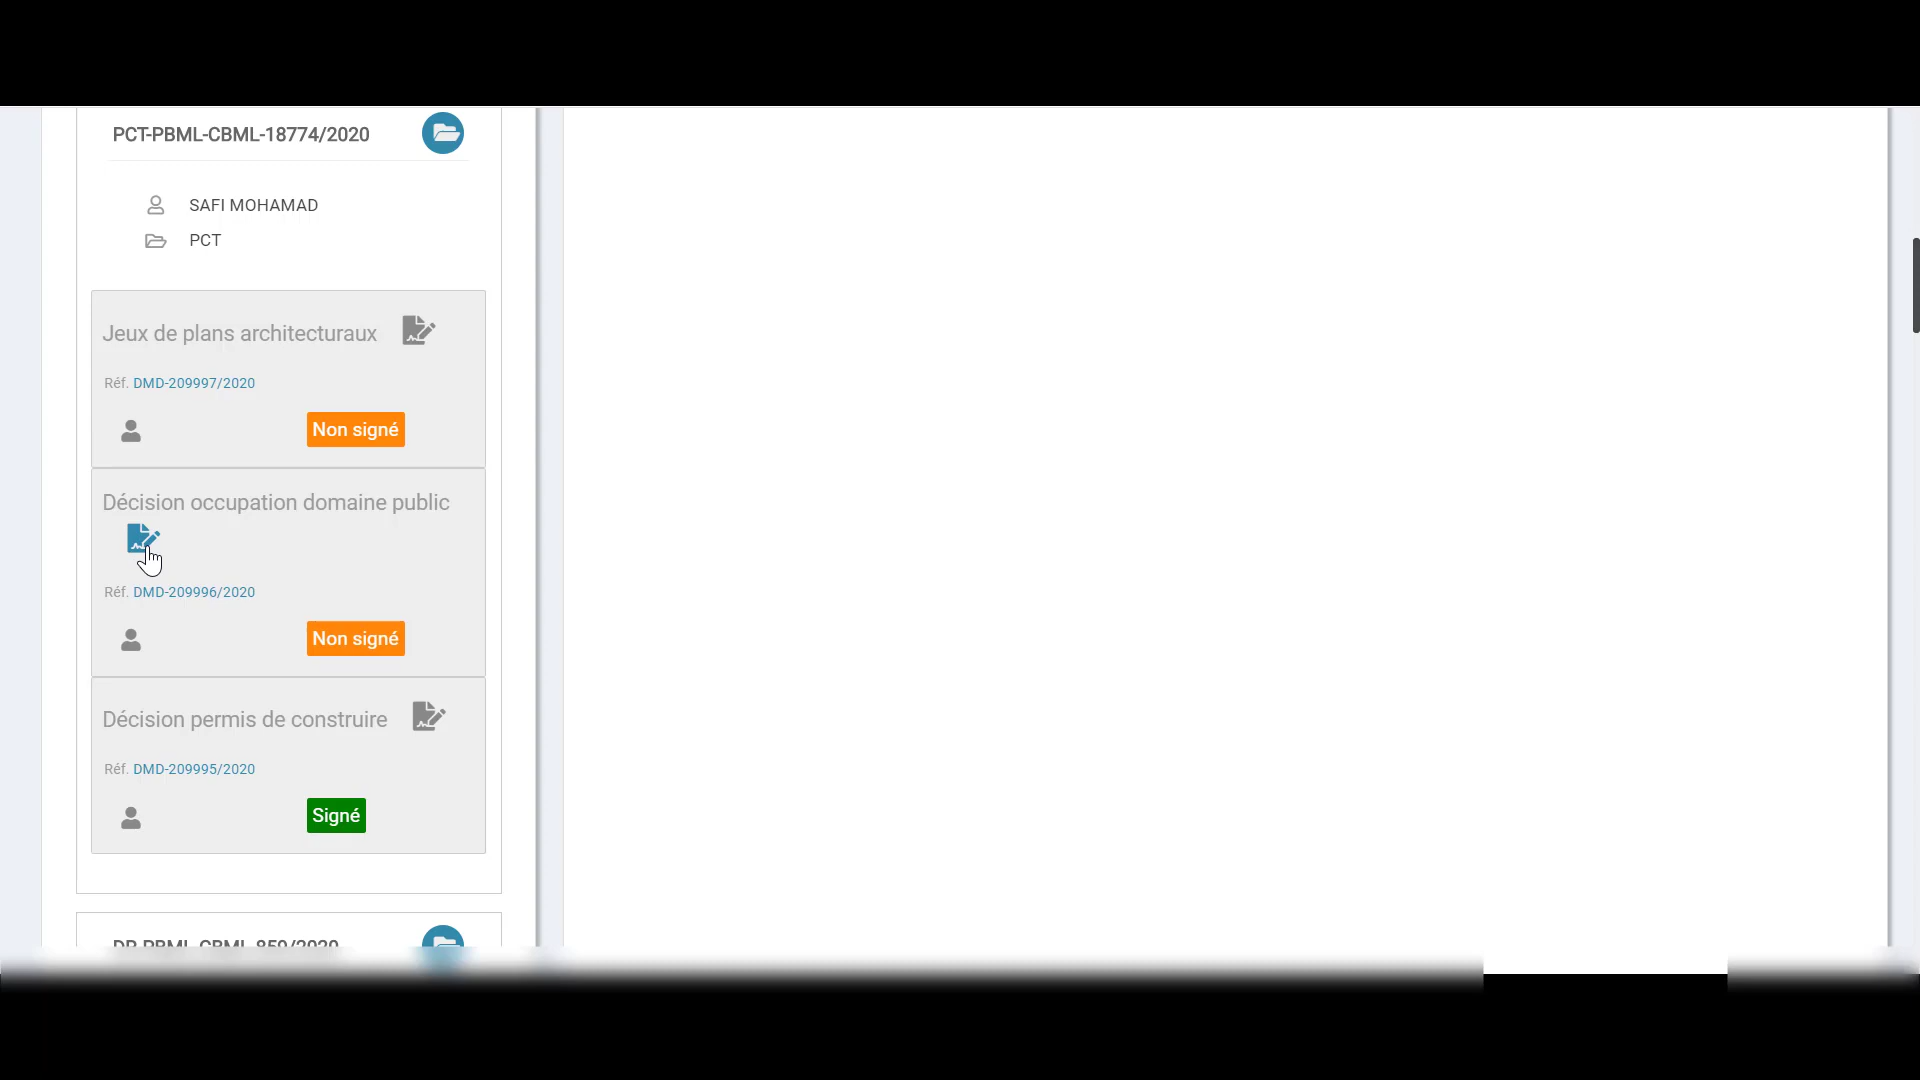 PCT-PBML-CBML-18774/2020
SAFI MOHAMAD
PCT
Jeux de plans architecturaux
Réf. DMD-209997/2020
Non signé
Décision occupation domaine public
Réf. DMD-209996/2020
Non signé
Décision permis de construire
Réf. DMD-209995/2020
Signé